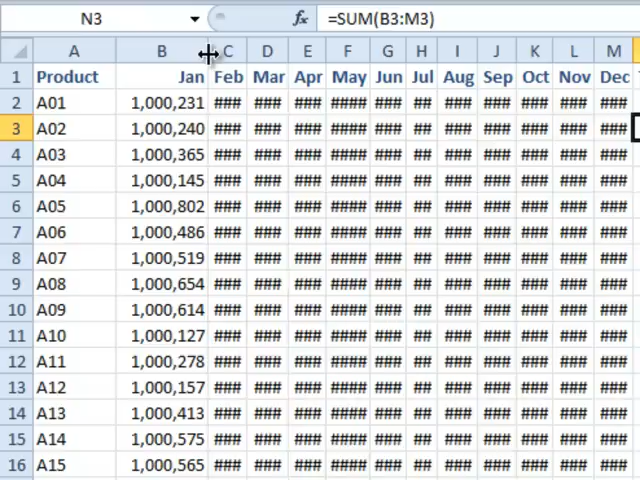 N3 fx =SUM(B3:M3)
A B C D E F G H I J K L M
1 Product Jan Feb Mar Apr May Jun Jul Aug Sep Oct Nov Dec
2 A01 1,000,231 ### ### ### #### ### ## ### ### ### ### ###
3 A02 1,000,240 ### ### ### #### ### ## ### ### ### ### ###
4 A03 1,000,365 ### ### ### #### ### ## ### ### ### ### ###
5 A04 1,000,145 ### ### ### #### ### ## ### ### ### ### ###
6 A05 1,000,802 ### ### ### #### ### ## ### ### ### ### ###
7 A06 1,000,486 ### ### ### #### ### ## ### ### ### ### ###
8 A07 1,000,519 ### ### ### #### ### ## ### ### ### ### ###
9 A08 1,000,654 ### ### ### #### ### ## ### ### ### ### ###
10 A09 1,000,614 ### ### ### #### ### ## ### ### ### ### ###
11 A10 1,000,127 ### ### ### #### ### ## ### ### ### ### ###
12 A11 1,000,278 ### ### ### #### ### ## ### ### ### ### ###
13 A12 1,000,157 ### ### ### #### ### ## ### ### ### ### ###
14 A13 1,000,413 ### ### ### #### ### ## ### ### ### ### ###
15 A14 1,000,575 ### ### ### #### ### ## ### ### ### ### ###
16 A15 1,000,565 ### ### ### #### ### ## ### ### ### ### ###